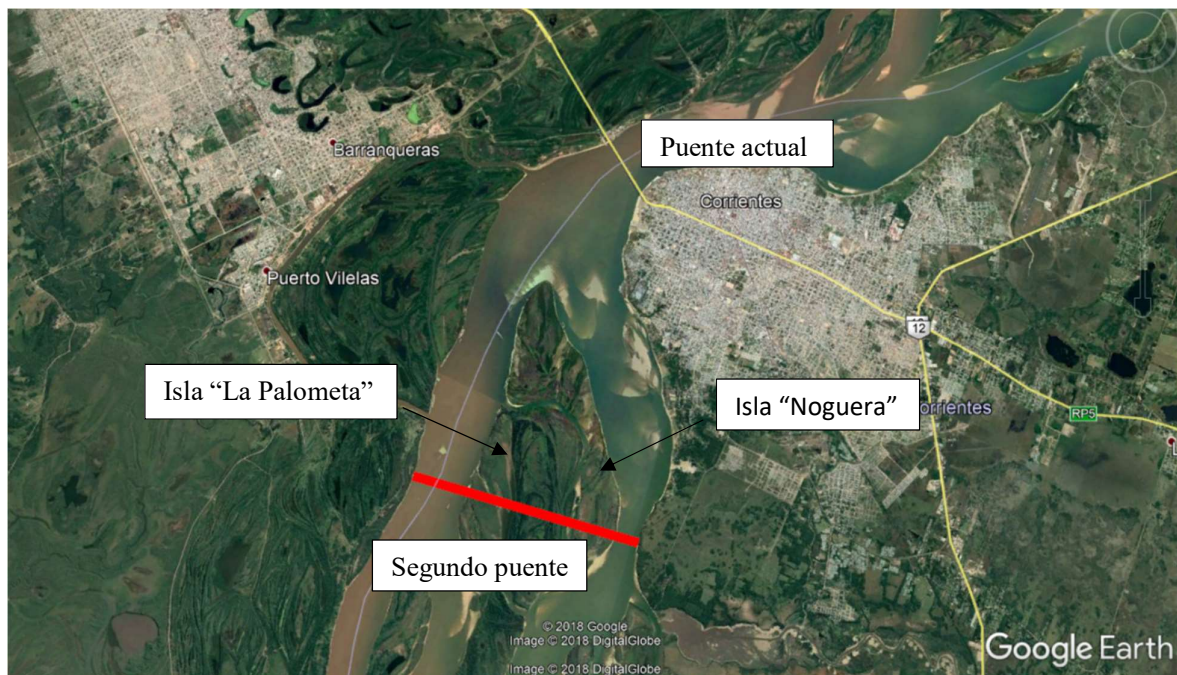 Barranqueras
Puente actual
Corrientes
Puerto Vilelas
12
Isla “La Palometa”
Isla “Noguera”
orrientes
RP5
L
Segundo puente
© 2018 Google
Image © 2018 DigitalGlobe
Image © 2018 DigitalGlobe
Google Earth